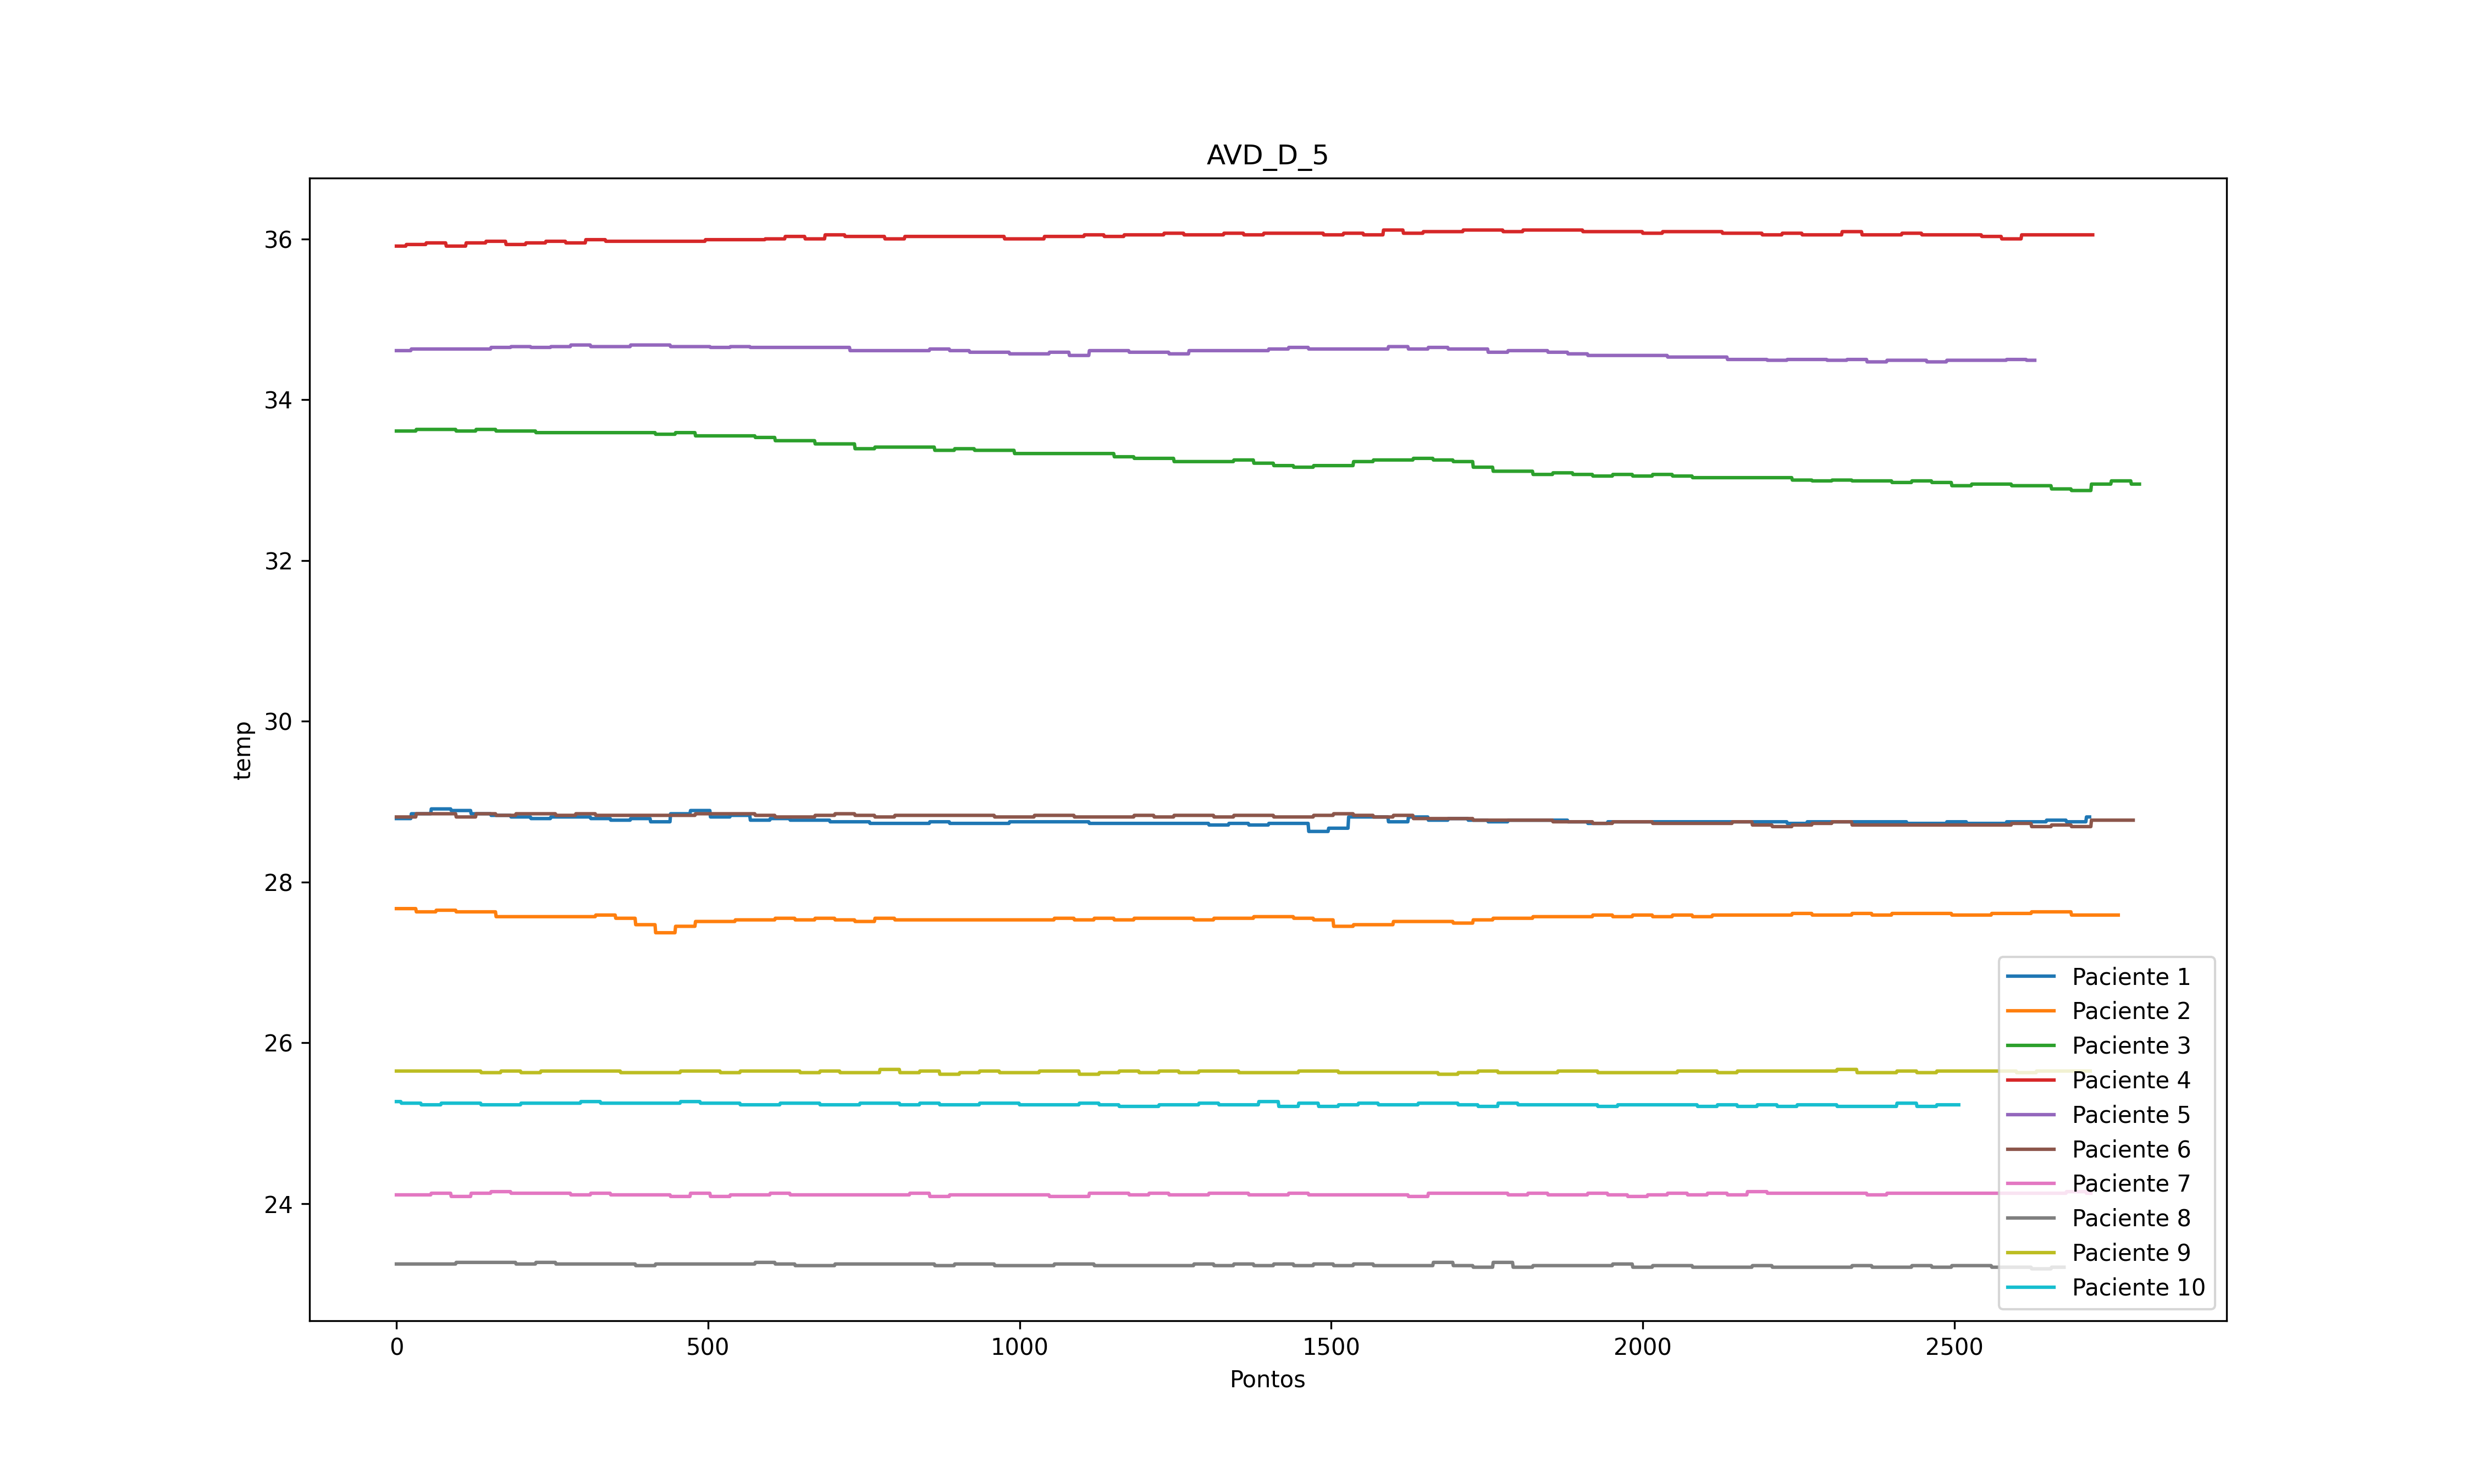 AVD_D_5
36
34
32
30
28
26
24
temp
0 500 1000 1500 2000 2500
Pontos
Paciente 1
Paciente 2
Paciente 3
Paciente 4
Paciente 5
Paciente 6
Paciente 7
Paciente 8
Paciente 9
Paciente 10